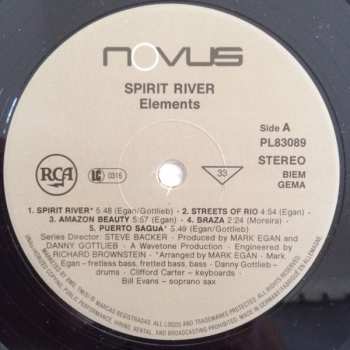 NOVUS
SPIRIT RIVER
Elements
Side A
PL83089
STEREO
BIEM
GEMA
RCA
LC 0316
33
1. SPIRIT RIVER* 5:48 (Egan/Gottlieb) - 2. STREETS OF RIO 4:54 (Egan)
3. AMAZON BEAUTY 5:57 (Egan) - 4. BRAZA 2:24 (Moreira)
5. PUERTO SAGUA* 5:49 (Egan/Gottlieb)
Series Director: STEVE BACKER - Produced by MARK EGAN and
DANNY GOTTLIEB - A Wavetone Production - Engineered by
RICHARD BROWNSTEIN - *Arranged by MARK EGAN - Mark
Egan - fretless bass, fretted bass, bass - Danny Gottlieb -
drums - Clifford Carter - keyboards -
Bill Evans - soprano sax